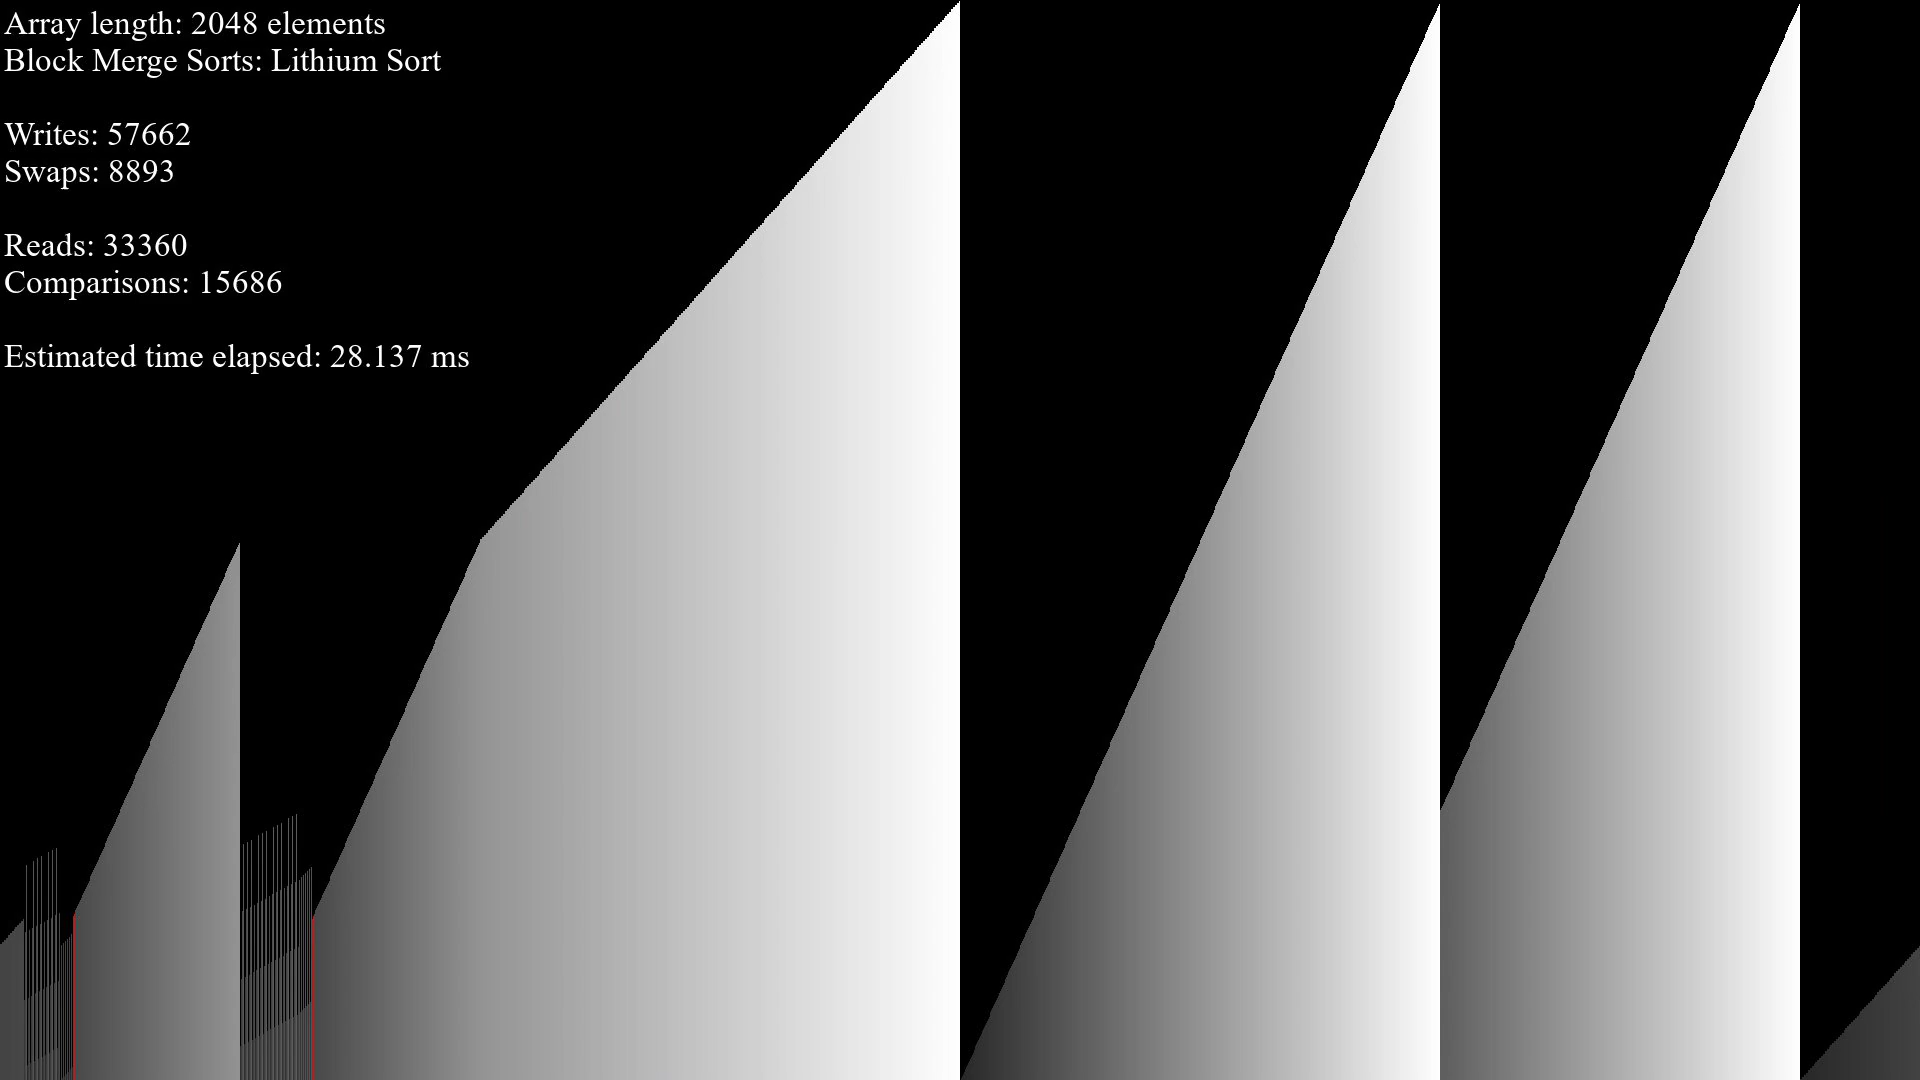 Array length: 2048 elements
Block Merge Sorts: Lithium Sort
Writes: 57662
Swaps: 8893
Reads: 33360
Comparisons: 15686
Estimated time elapsed: 28.137 ms